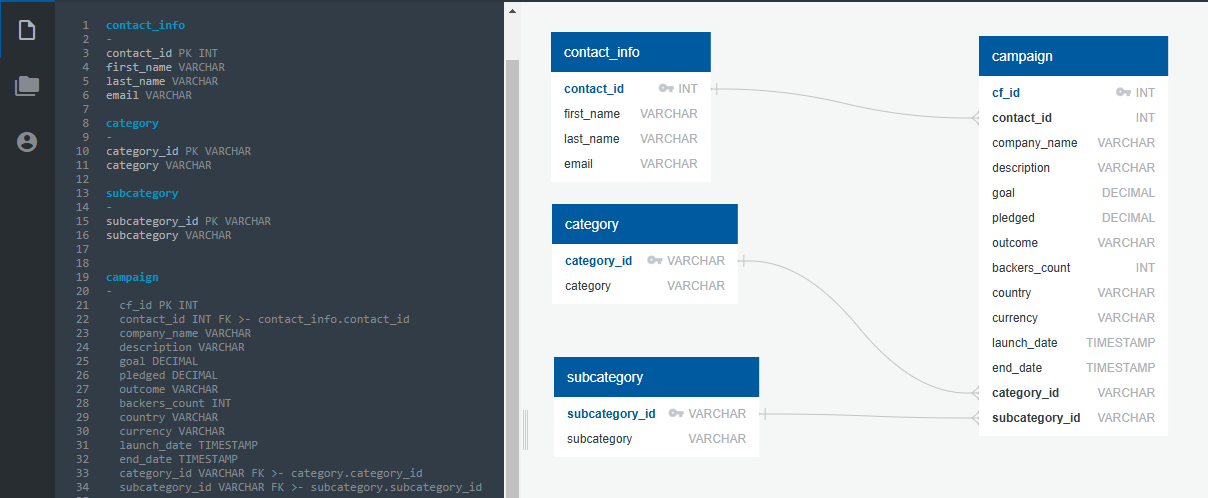 1 contact_info
2 -
3 contact_id PK INT
4 first_name VARCHAR
5 last_name VARCHAR
6 email VARCHAR
7
8 category
9 -
10 category_id PK VARCHAR
11 category VARCHAR
12
13 subcategory
14 -
15 subcategory_id PK VARCHAR
16 subcategory VARCHAR
17
18
19 campaign
20 -
21 cf_id PK INT
22 contact_id INT FK >- contact_info.contact_id
23 company_name VARCHAR
24 description VARCHAR
25 goal DECIMAL
26 pledged DECIMAL
27 outcome VARCHAR
28 backers_count INT
29 country VARCHAR
30 currency VARCHAR
31 launch_date TIMESTAMP
32 end_date TIMESTAMP
33 category_id VARCHAR FK >- category.category_id
34 subcategory_id VARCHAR FK >- subcategory.subcategory_id
contact_info
contact_id INT
first_name VARCHAR
last_name VARCHAR
email VARCHAR
category
category_id VARCHAR
category VARCHAR
subcategory
subcategory_id VARCHAR
subcategory VARCHAR
campaign
cf_id INT
contact_id INT
company_name VARCHAR
description VARCHAR
goal DECIMAL
pledged DECIMAL
outcome VARCHAR
backers_count INT
country VARCHAR
currency VARCHAR
launch_date TIMESTAMP
end_date TIMESTAMP
category_id VARCHAR
subcategory_id VARCHAR